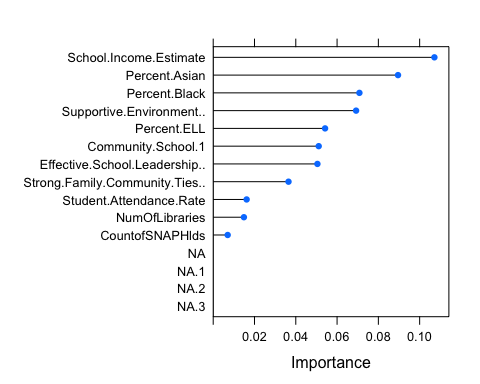 School.Income.Estimate
Percent.Asian
Percent.Black
Supportive.Environment..
Percent.ELL
Community.School.1
Effective.School.Leadership..
Strong.Family.Community.Ties..
Student.Attendance.Rate
NumOfLibraries
CountofSNAPHlds
NA
NA.1
NA.2
NA.3
0.02 0.04 0.06 0.08 0.10
Importance